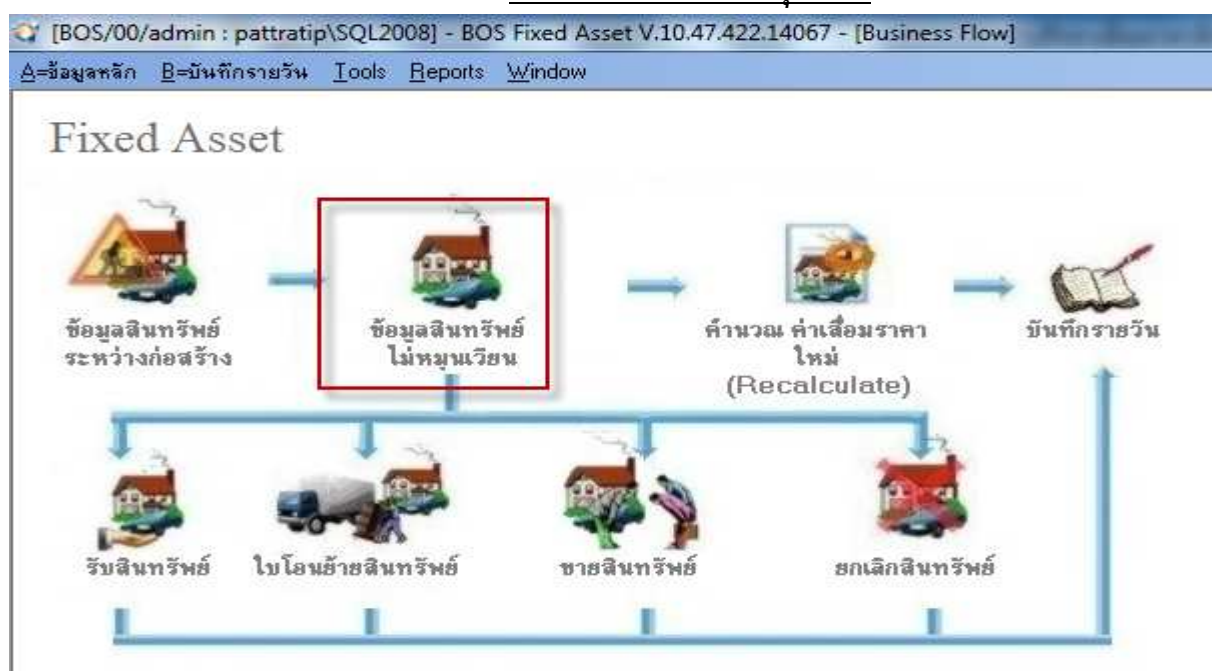 [BOS/00/admin : pattratip\SQL2008] - BOS Fixed Asset V.10.47.422.14067 - [Business Flow]
A=ข้อมูลหลัก B=บันทึกรายวัน Tools Reports Window
Fixed Asset
ข้อมูลสินทรัพย์
ระหว่างก่อสร้าง
ข้อมูลสินทรัพย์
ไม่หมุนเวียน
คำนวณ ค่าเสื่อมราคา
ใหม่
(Recalculate)
บันทึกรายวัน
รับสินทรัพย์
ใบโอนย้ายสินทรัพย์
ขายสินทรัพย์
ยกเลิกสินทรัพย์